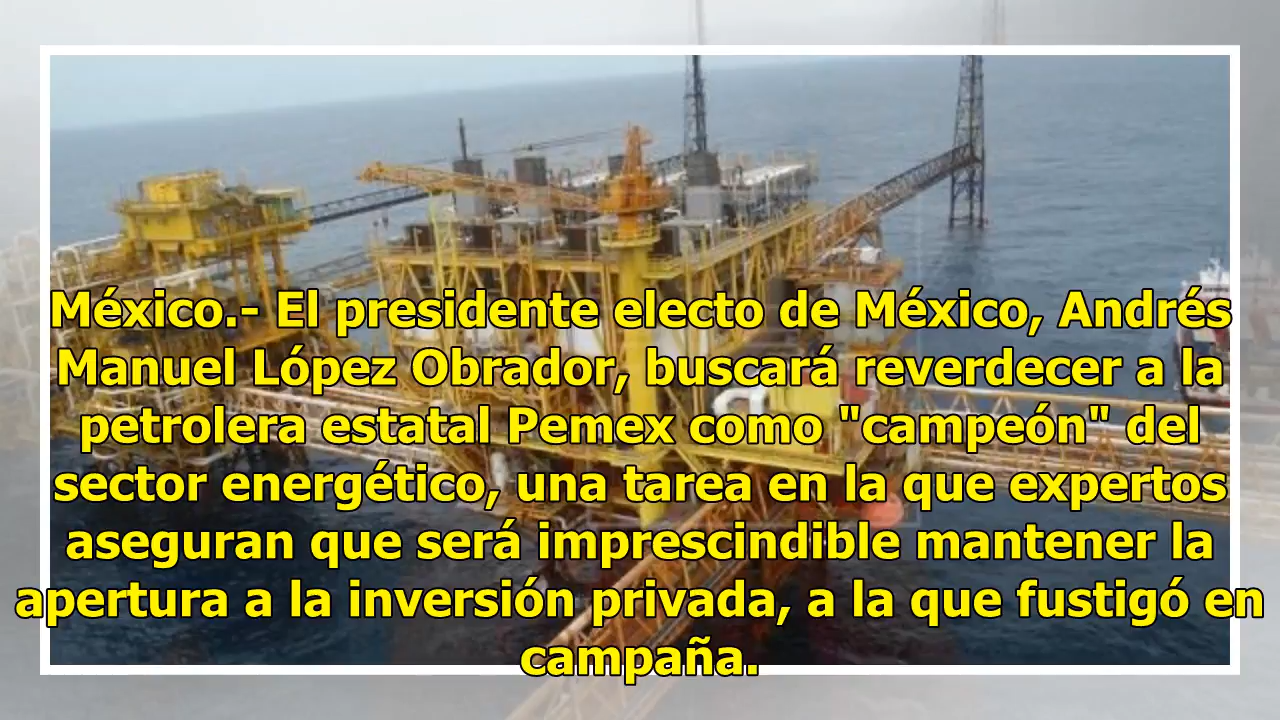 México.- El presidente electo de México, Andrés
Manuel López Obrador, buscará reverdecer a la
petrolera estatal Pemex como "campeón" del
sector energético, una tarea en la que expertos
aseguran que será imprescindible mantener la
apertura a la inversión privada, a la que fustigó en
campaña.